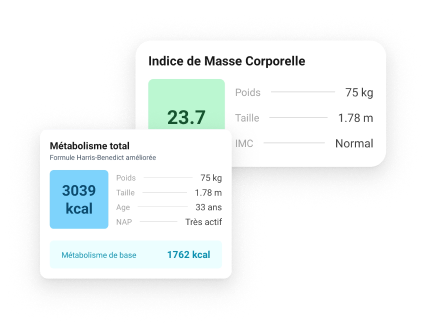 Indice de Masse Corporelle
23.7
Poids 75 kg
Taille 1.78 m
IMC Normal
Métabolisme total
Formule Harris-Benedict améliorée
3039
kcal
Poids 75 kg
Taille 1.78 m
Age 33 ans
NAP Très actif
Métabolisme de base 1762 kcal